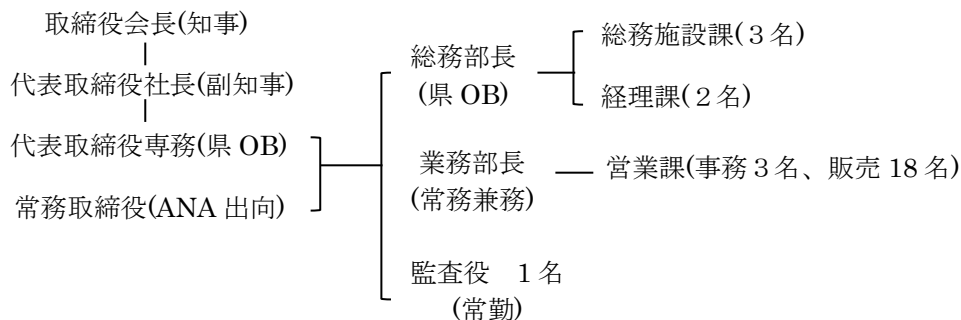 取締役会長(知事)
代表取締役社長(副知事)
代表取締役専務(県 OB)
常務取締役(ANA 出向)
総務部長
(県 OB)
総務施設課(３名)
経理課(２名)
業務部長
(常務兼務)
営業課(事務３名、販売 18 名)
監査役　１名
(常勤)